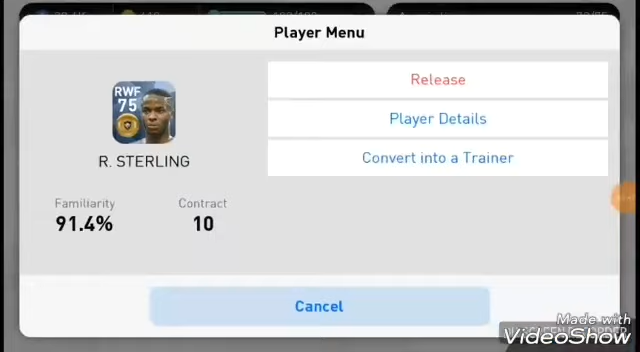 Player Menu
Release
RWF
75
Player Details
R. STERLING
Convert into a Trainer
Familiarity
Contract
91.4%
10
Cancel
Made with
VideoShow